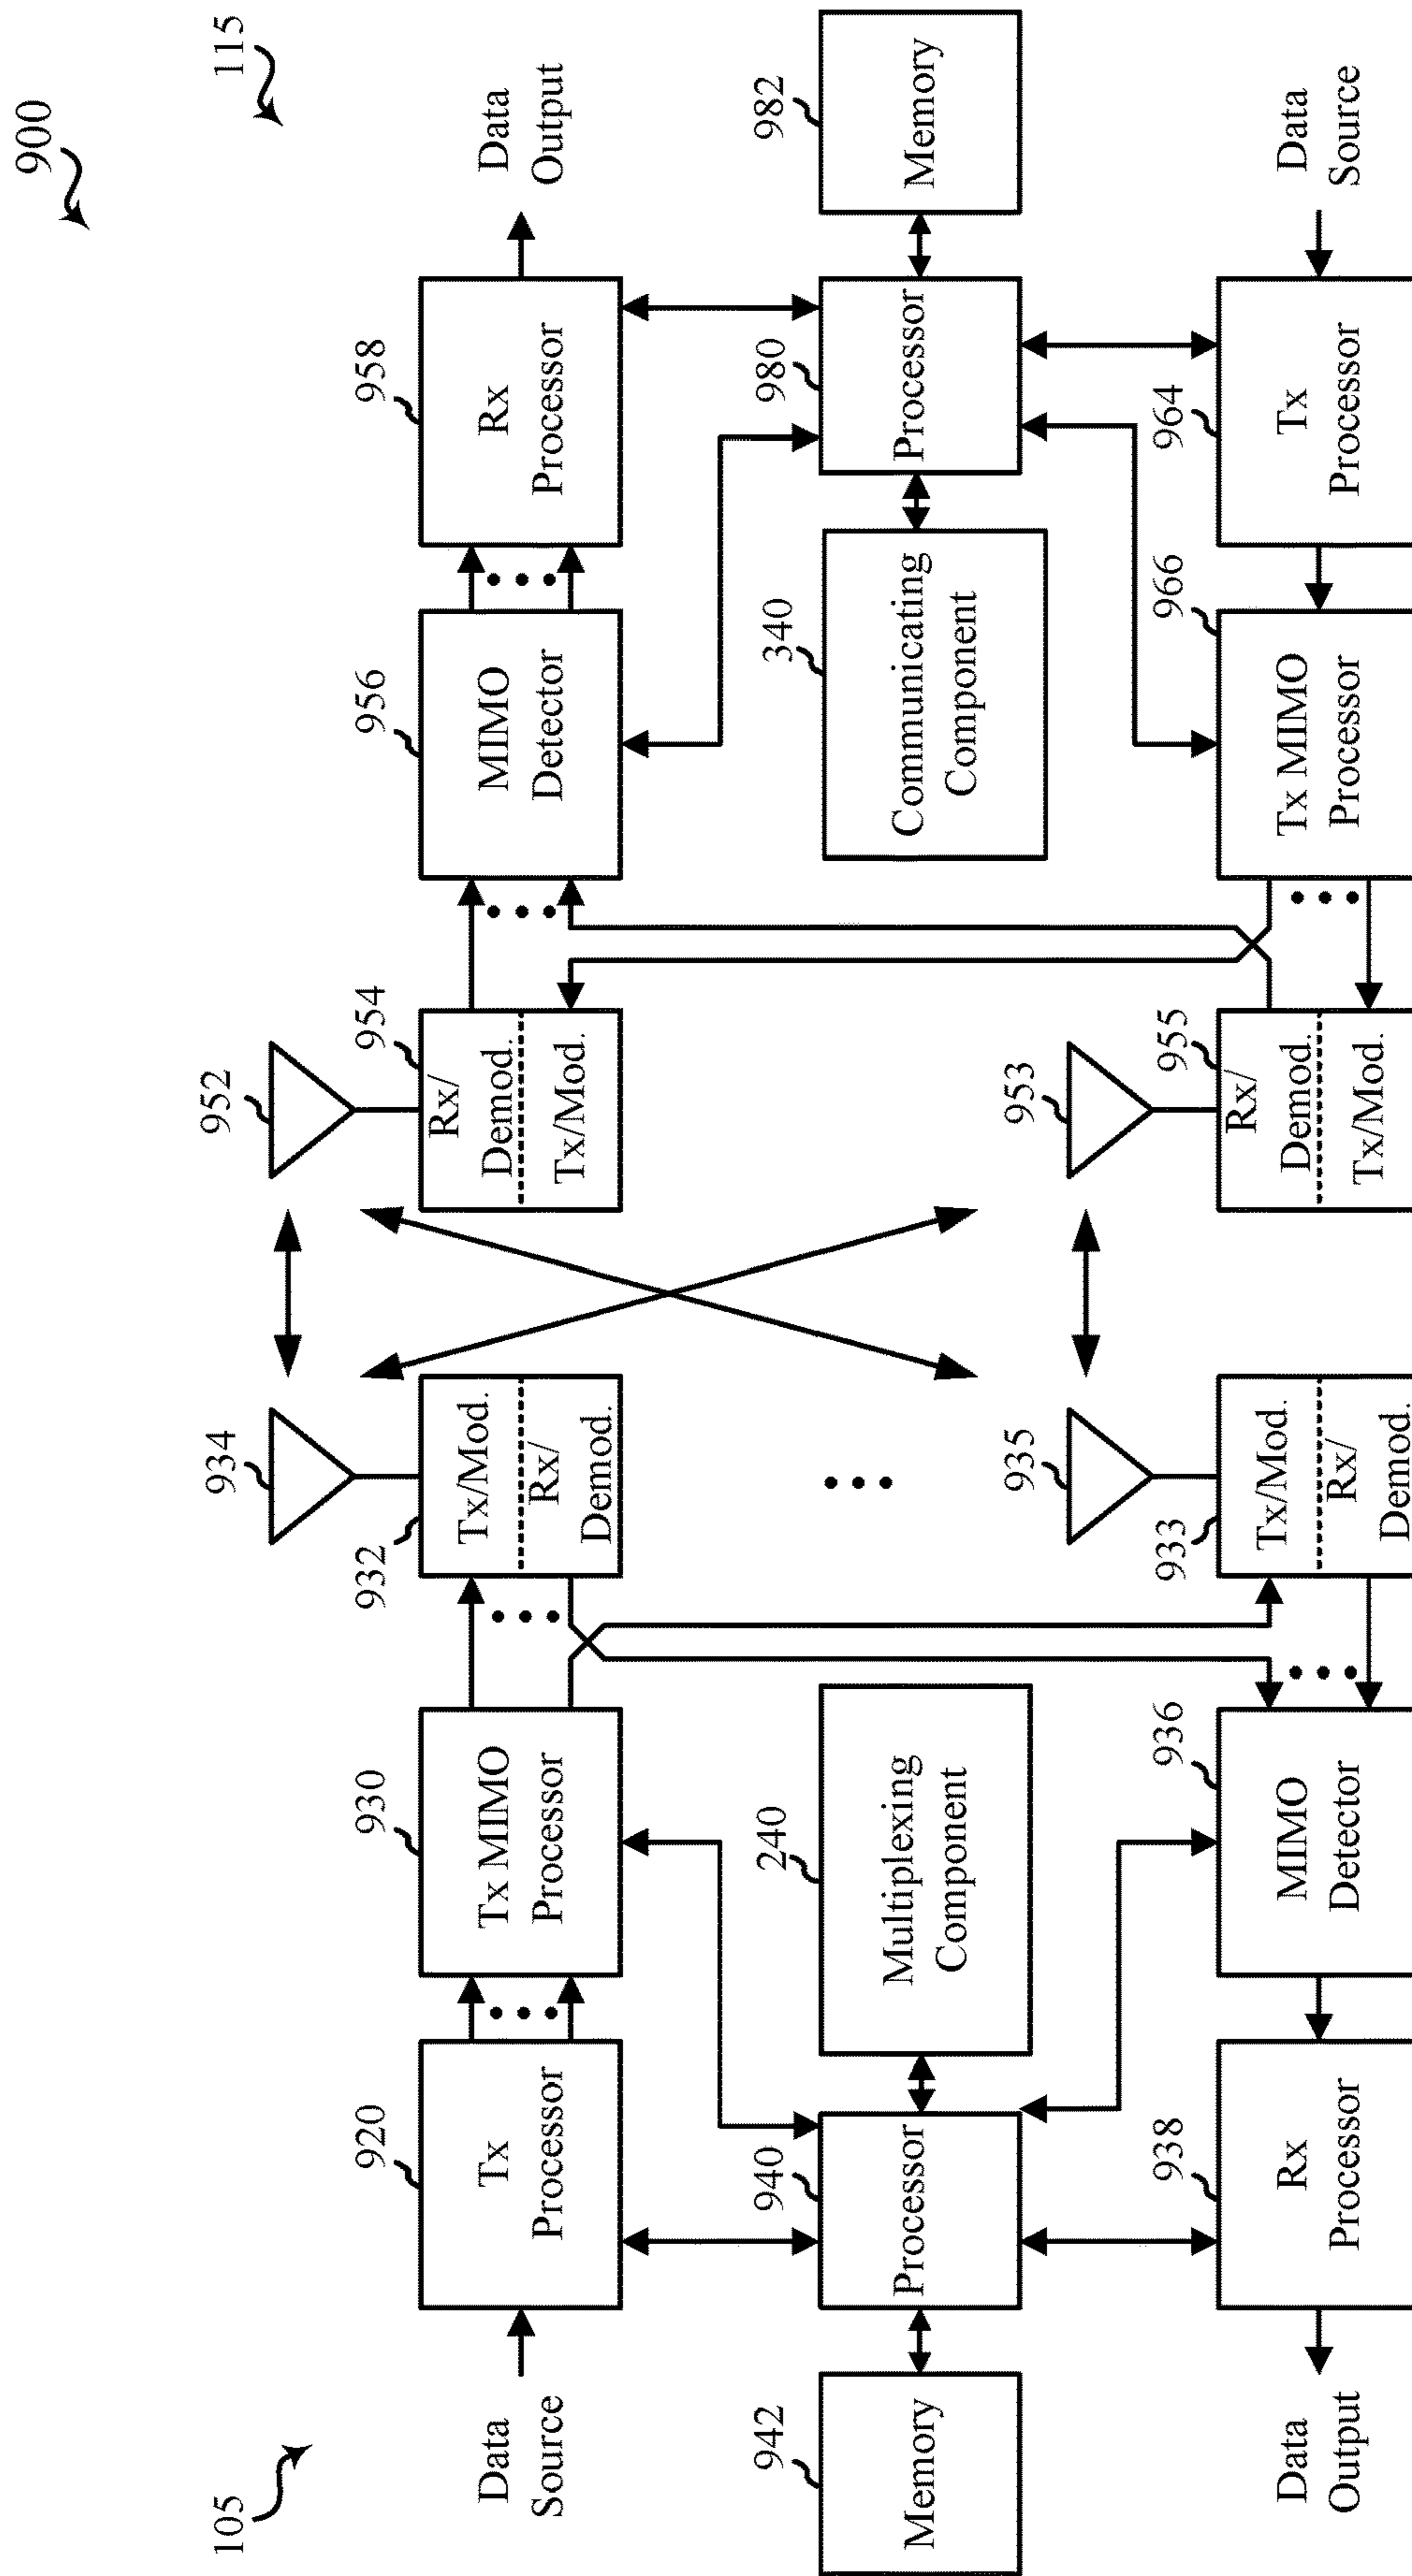 900
105
115
934
952
920
930
932
954
956
958
Data
Source
Tx
Processor
Tx MIMO
Processor
Tx/Mod.
Rx/
Demod.
Rx/
Demod.
Tx/Mod.
MIMO
Detector
Rx
Processor
Data
Output
942
940
240
340
980
982
Memory
Processor
Multiplexing
Component
Communicating
Component
Processor
Memory
935
953
938
936
933
955
966
964
Data
Output
Rx
Processor
MIMO
Detector
Tx/Mod.
Rx/
Demod.
Rx/
Demod.
Tx/Mod.
Tx MIMO
Processor
Tx
Processor
Data
Source